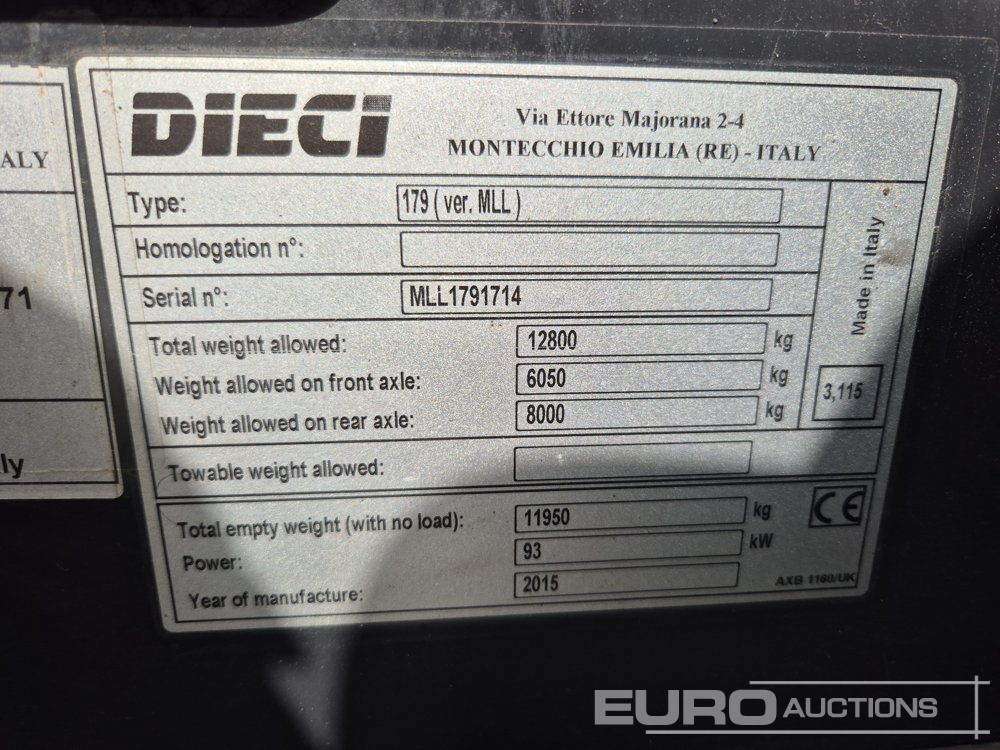 ALY
71
ly
DIECI
Via Ettore Majorana 2-4
MONTECCHIO EMILIA (RE) - ITALY
Type: 179 ( ver. MLL )
Homologation n°:
Serial n°: MLL1791714
Total weight allowed: 12800 kg
Weight allowed on front axle: 6050 kg
Weight allowed on rear axle: 8000 kg
Made in Italy
3,115
Towable weight allowed:
Total empty weight (with no load): 11950 kg
Power: 93 kW
Year of manufacture: 2015
CE
AXB 1160/UK
EURO AUCTIONS